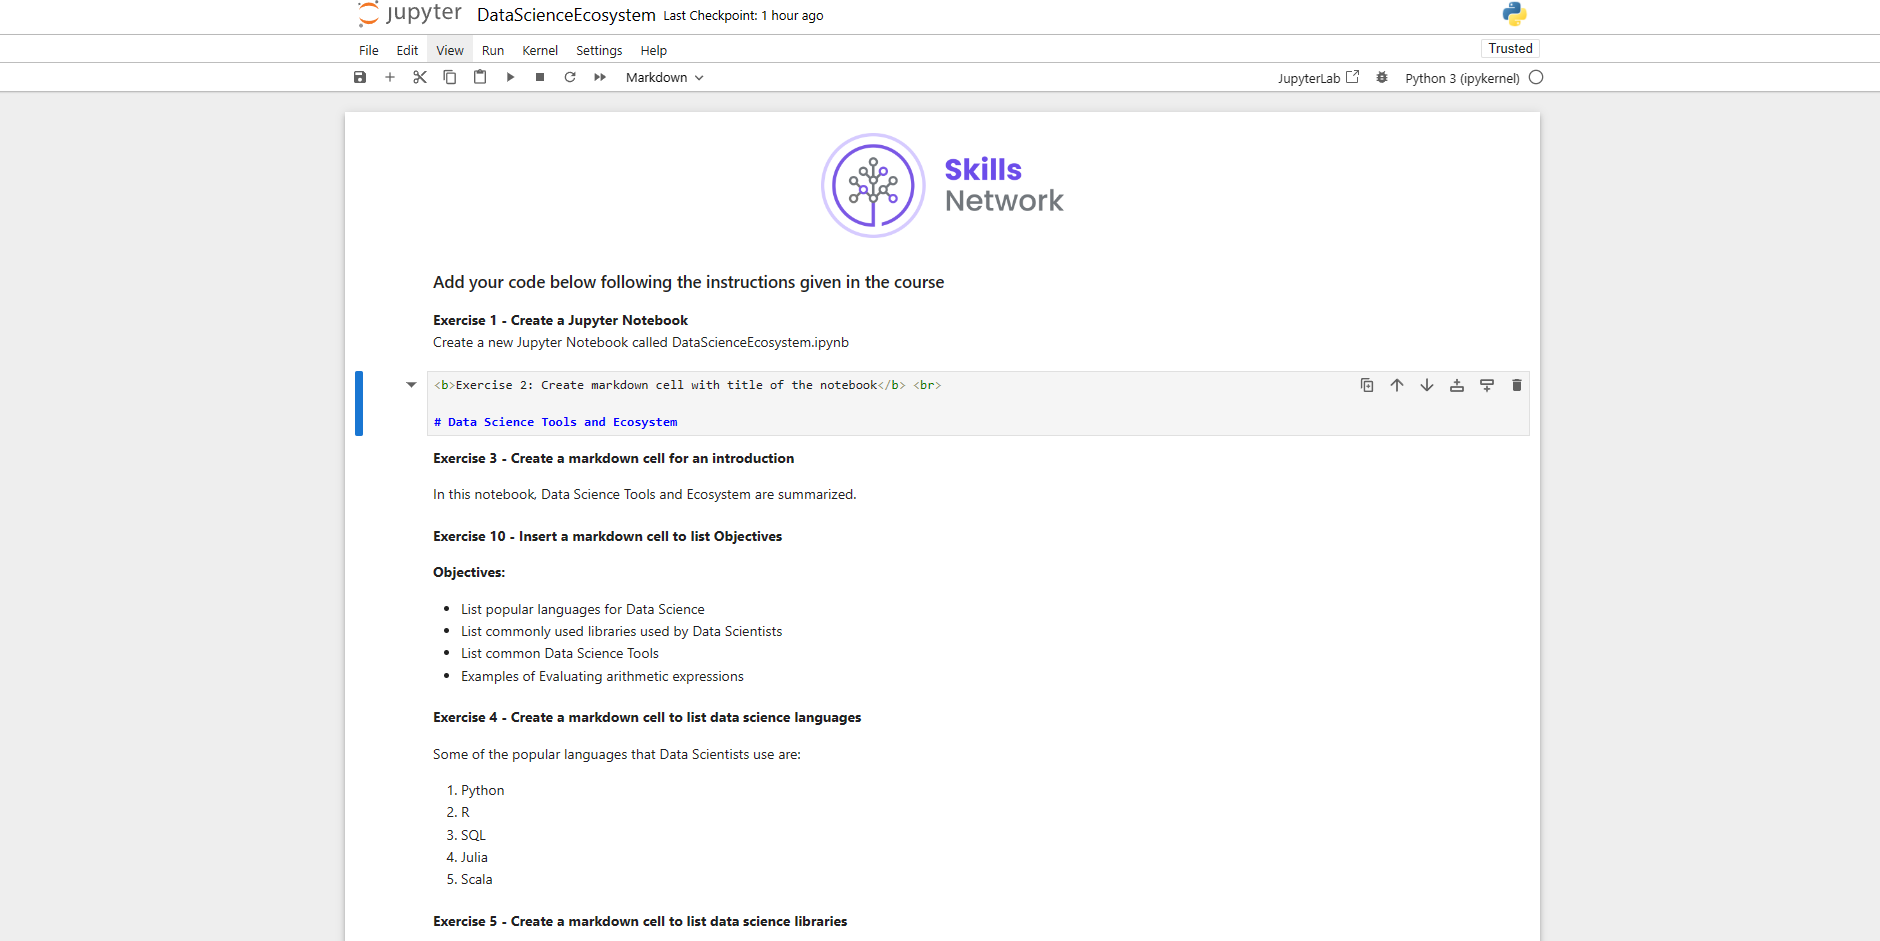 jupyter DataScienceEcosystem Last Checkpoint: 1 hour ago
File Edit View Run Kernel Settings Help Trusted
Markdown JupyterLab Python 3 (ipykernel)
Skills
Network
Add your code below following the instructions given in the course
Exercise 1 - Create a Jupyter Notebook
Create a new Jupyter Notebook called DataScienceEcosystem.ipynb
<b>Exercise 2: Create markdown cell with title of the notebook</b> <br>
# Data Science Tools and Ecosystem
Exercise 3 - Create a markdown cell for an introduction
In this notebook, Data Science Tools and Ecosystem are summarized.
Exercise 10 - Insert a markdown cell to list Objectives
Objectives:
• List popular languages for Data Science
• List commonly used libraries used by Data Scientists
• List common Data Science Tools
• Examples of Evaluating arithmetic expressions
Exercise 4 - Create a markdown cell to list data science languages
Some of the popular languages that Data Scientists use are:
1. Python
2. R
3. SQL
4. Julia
5. Scala
Exercise 5 - Create a markdown cell to list data science libraries